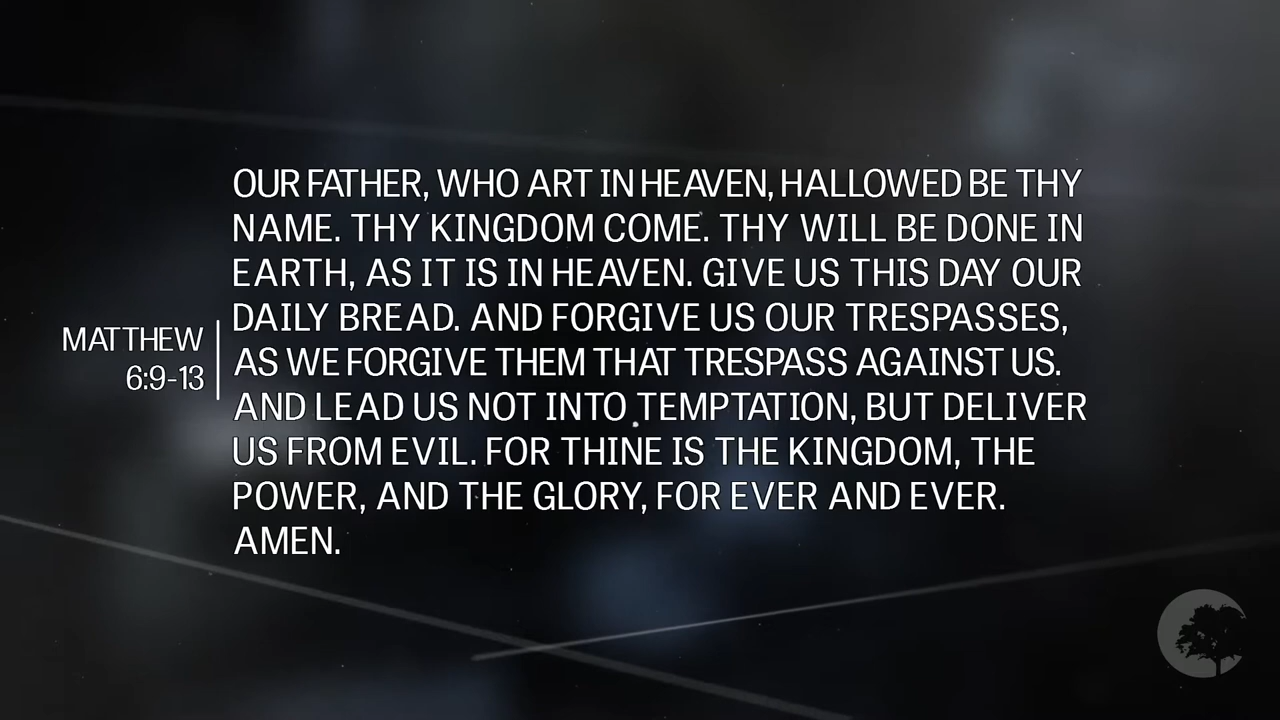 MATTHEW
6:9-13
OUR FATHER, WHO ART IN HEAVEN, HALLOWED BE THY
NAME. THY KINGDOM COME. THY WILL BE DONE IN
EARTH, AS IT IS IN HEAVEN. GIVE US THIS DAY OUR
DAILY BREAD. AND FORGIVE US OUR TRESPASSES,
AS WE FORGIVE THEM THAT TRESPASS AGAINST US.
AND LEAD US NOT INTO TEMPTATION, BUT DELIVER
US FROM EVIL. FOR THINE IS THE KINGDOM, THE
POWER, AND THE GLORY, FOR EVER AND EVER.
AMEN.